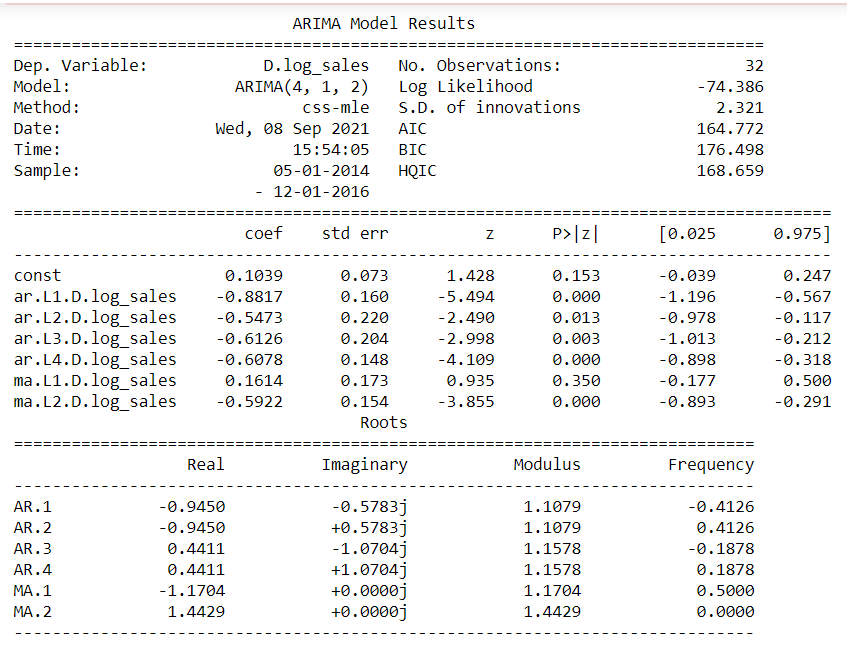 ARIMA Model Results
==============================================================================
Dep. Variable:            D.log_sales   No. Observations:                   32
Model:                 ARIMA(4, 1, 2)   Log Likelihood                 -74.386
Method:                       css-mle   S.D. of innovations              2.321
Date:                Wed, 08 Sep 2021   AIC                            164.772
Time:                        15:54:05   BIC                            176.498
Sample:                    05-01-2014   HQIC                           168.659
                         - 12-01-2016
=====================================================================================
                        coef    std err          z      P>|z|      [0.025      0.975]
-------------------------------------------------------------------------------------
const                 0.1039      0.073      1.428      0.153      -0.039       0.247
ar.L1.D.log_sales    -0.8817      0.160     -5.494      0.000      -1.196      -0.567
ar.L2.D.log_sales    -0.5473      0.220     -2.490      0.013      -0.978      -0.117
ar.L3.D.log_sales    -0.6126      0.204     -2.998      0.003      -1.013      -0.212
ar.L4.D.log_sales    -0.6078      0.148     -4.109      0.000      -0.898      -0.318
ma.L1.D.log_sales     0.1614      0.173      0.935      0.350      -0.177       0.500
ma.L2.D.log_sales    -0.5922      0.154     -3.855      0.000      -0.893      -0.291
                                    Roots
=============================================================================
                  Real          Imaginary           Modulus         Frequency
-----------------------------------------------------------------------------
AR.1           -0.9450           -0.5783j            1.1079           -0.4126
AR.2           -0.9450           +0.5783j            1.1079            0.4126
AR.3            0.4411           -1.0704j            1.1578           -0.1878
AR.4            0.4411           +1.0704j            1.1578            0.1878
MA.1           -1.1704           +0.0000j            1.1704            0.5000
MA.2            1.4429           +0.0000j            1.4429            0.0000
-----------------------------------------------------------------------------